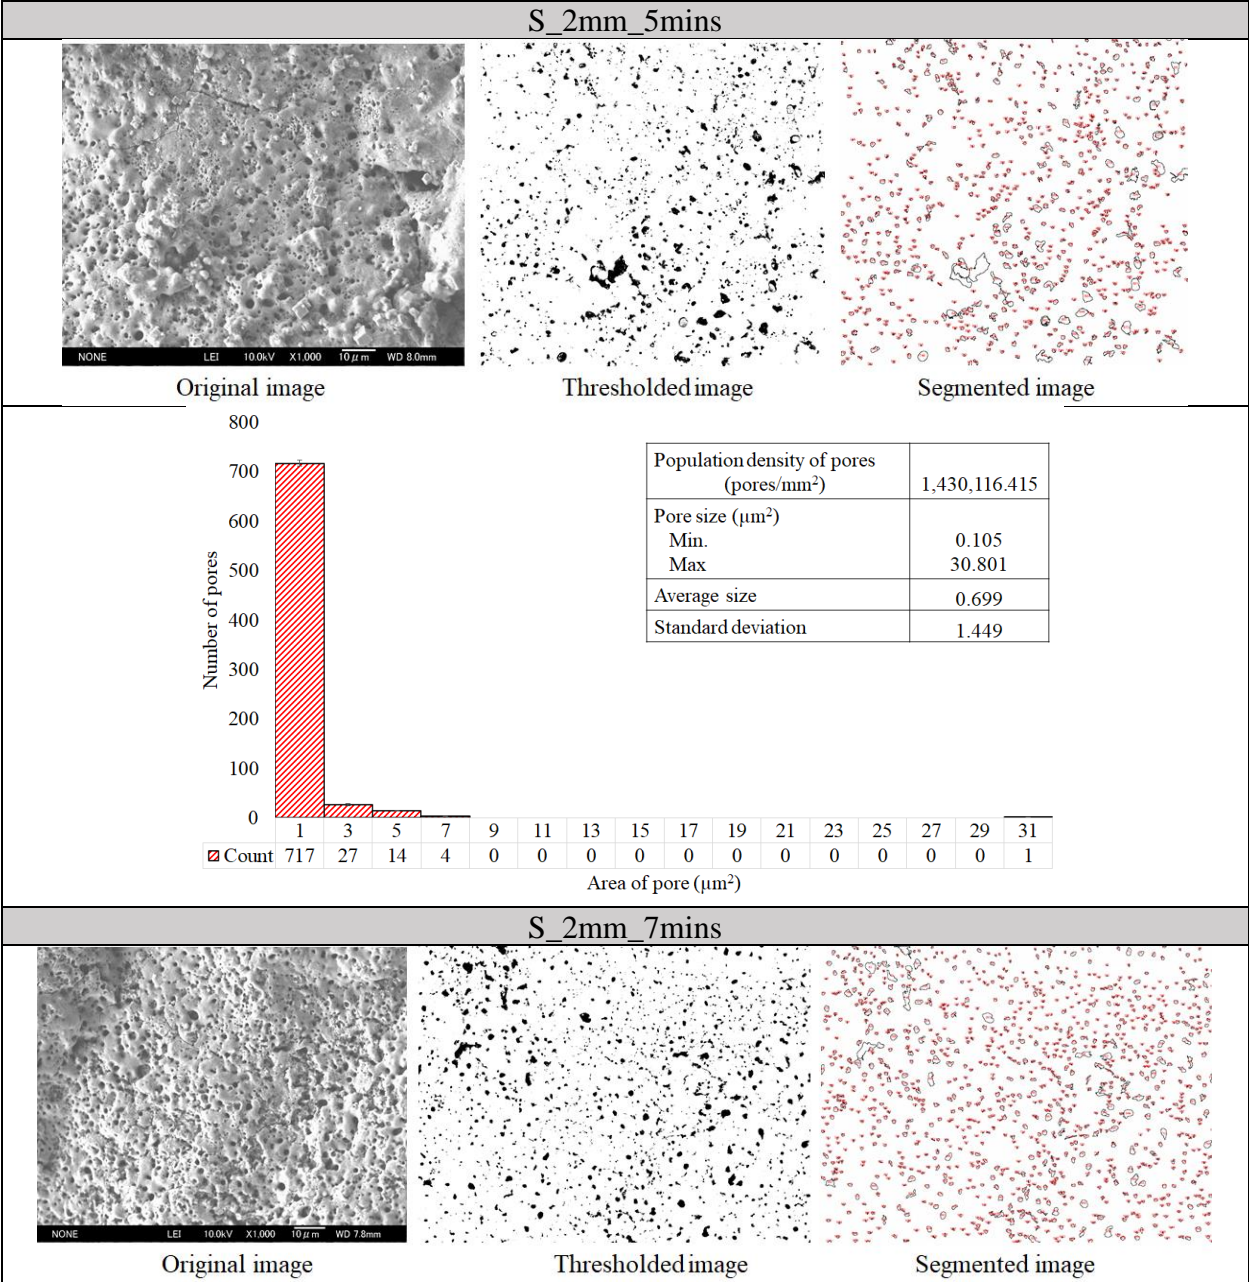 S_2mm_5mins
NONE LEI 10.0kV X1,000 10μm WD 8.0mm
Original image Thresholded image Segmented image
800
700
600
500
400
300
200
100
0
Number of pores
Population density of pores
(pores/mm²) 1,430,116.415
Pore size (µm²)
Min. 0.105
Max 30.801
Average size 0.699
Standard deviation 1.449
1 3 5 7 9 11 13 15 17 19 21 23 25 27 29 31
Count 717 27 14 4 0 0 0 0 0 0 0 0 0 0 0 1
Area of pore (µm²)
S_2mm_7mins
NONE LEI 10.0kV X1,000 10μm WD 7.8mm
Original image Thresholded image Segmented image